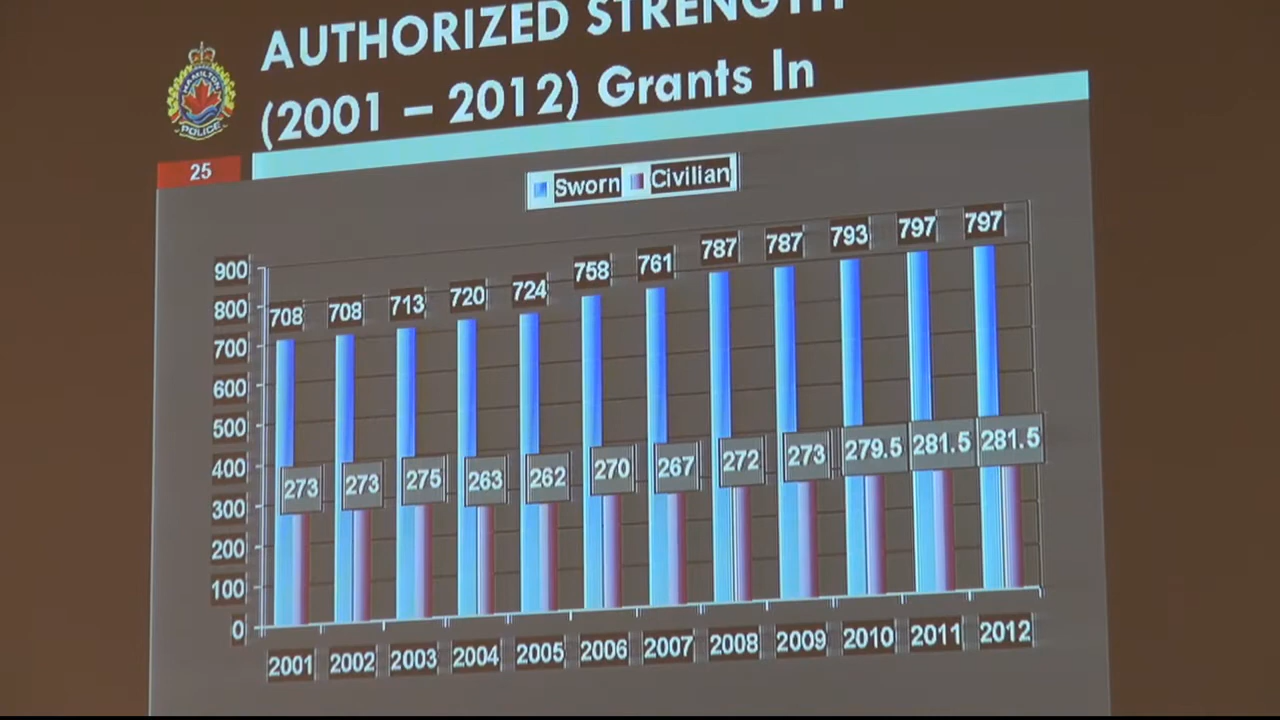 AUTHORIZED STRENGTH
(2001 – 2012) Grants In
HAMILTON
POLICE
25
Sworn Civilian
900
800
700
600
500
400
300
200
100
0
708 708 713 720 724 758 761 787 787 793 797 797
273 273 275 263 262 270 267 272 273 279.5 281.5 281.5
2001 2002 2003 2004 2005 2006 2007 2008 2009 2010 2011 2012